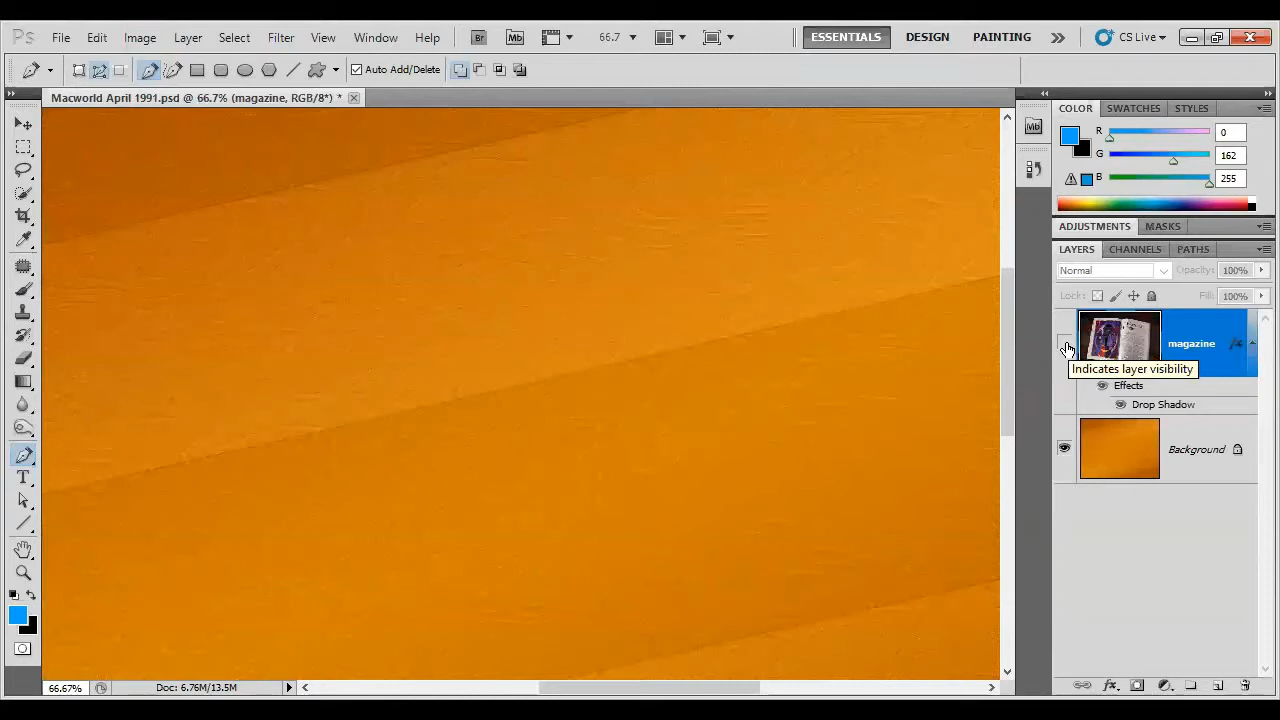 Ps File Edit Image Layer Select Filter View Window Help Br Mb 66.7 ESSENTIALS DESIGN PAINTING CS Live
Auto Add/Delete
Macworld April 1991.psd @ 66.7% (magazine, RGB/8*) *
Mb
COLOR SWATCHES STYLES
R 0
G 162
B 255
ADJUSTMENTS MASKS
LAYERS CHANNELS PATHS
Normal Opacity: 100%
Lock: Fill: 100%
magazine fx
Indicates layer visibility
Effects
Drop Shadow
Background
T
66.67% Doc: 6.76M/13.5M
fx